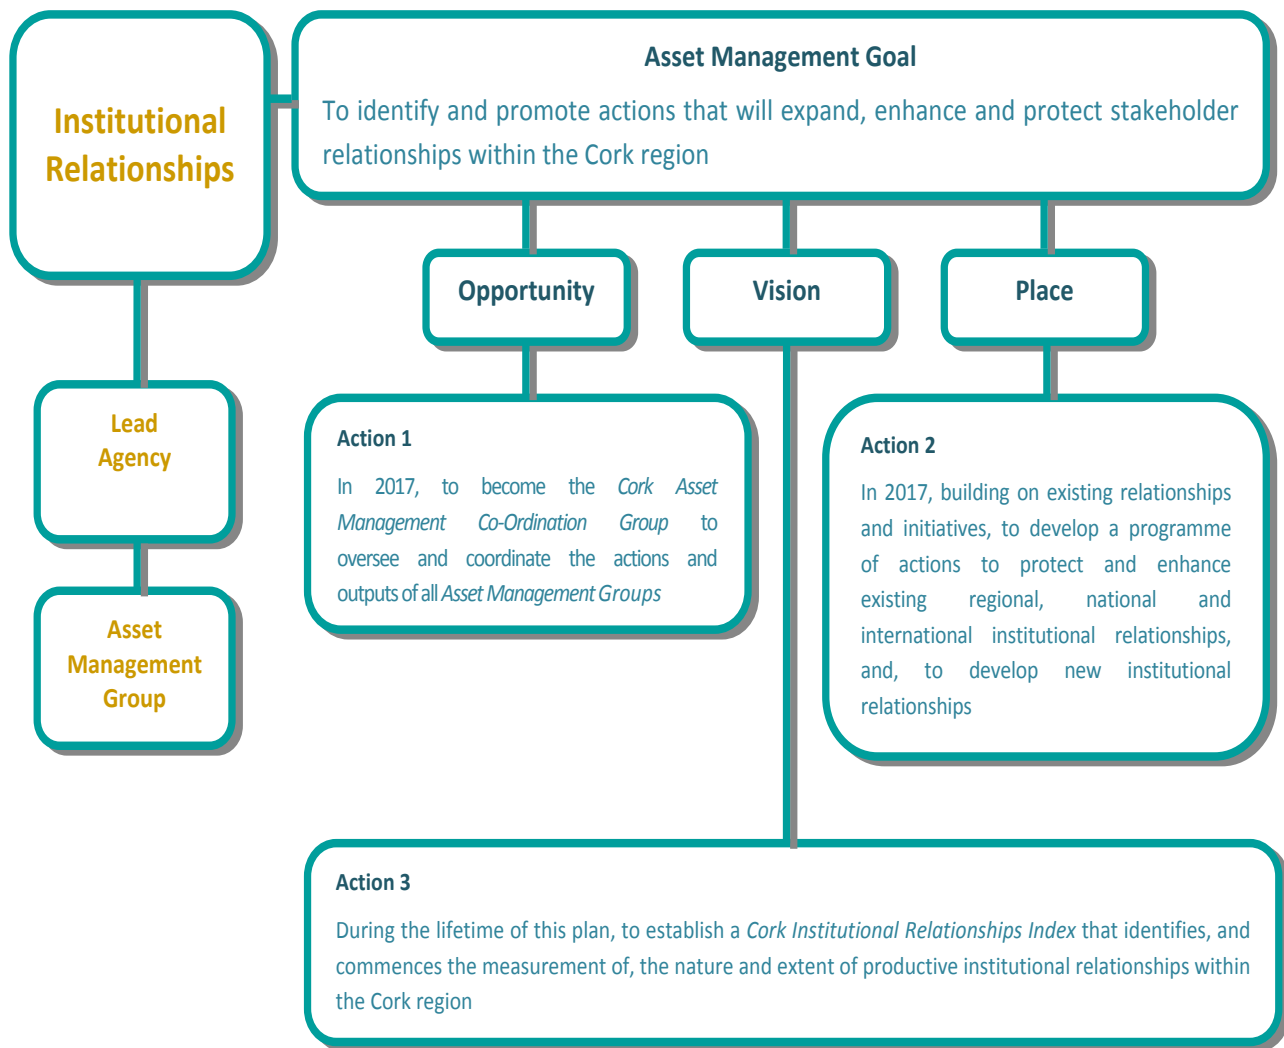 Institutional
Relationships
Asset Management Goal
To identify and promote actions that will expand, enhance and protect stakeholder
relationships within the Cork region
Opportunity
Vision
Place
Lead
Agency
Asset
Management
Group
Action 1
In 2017, to become the Cork Asset
Management Co-Ordination Group to
oversee and coordinate the actions and
outputs of all Asset Management Groups
Action 2
In 2017, building on existing relationships
and initiatives, to develop a programme
of actions to protect and enhance
existing regional, national and
international institutional relationships,
and, to develop new institutional
relationships
Action 3
During the lifetime of this plan, to establish a Cork Institutional Relationships Index that identifies, and
commences the measurement of, the nature and extent of productive institutional relationships within
the Cork region